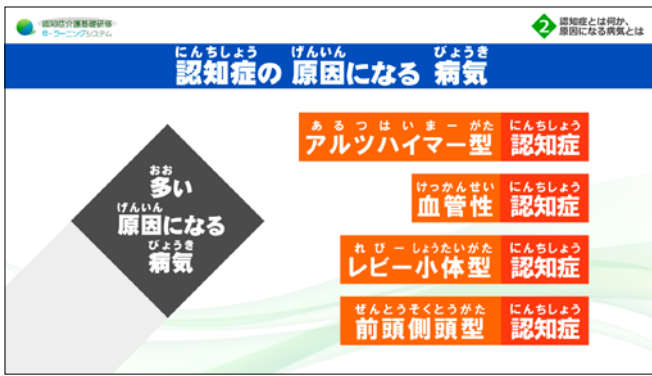 認知症介護基礎研修
e-ラーニングシステム
2
認知症とは何か、
原因になる病気とは
にんちしょう げんいん びょうき
認知症の 原因になる 病気
おお
多い
げんいん
原因になる
びょうき
病気
あるつはいまーがた にんちしょう
アルツハイマー型 認知症
けっかんせい にんちしょう
血管性 認知症
れびーしょうたいがた にんちしょう
レビー小体型 認知症
ぜんとうそくとうがた にんちしょう
前頭側頭型 認知症